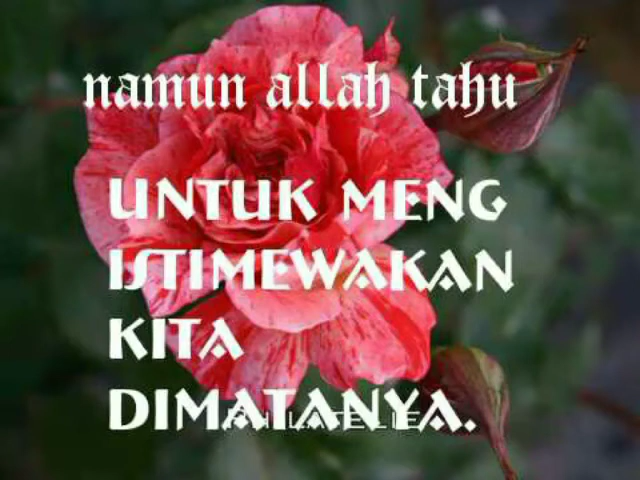 namun allah tahu
UNTUK MENG
ISTIMEWAKAN
KITA
DIMATANYA.